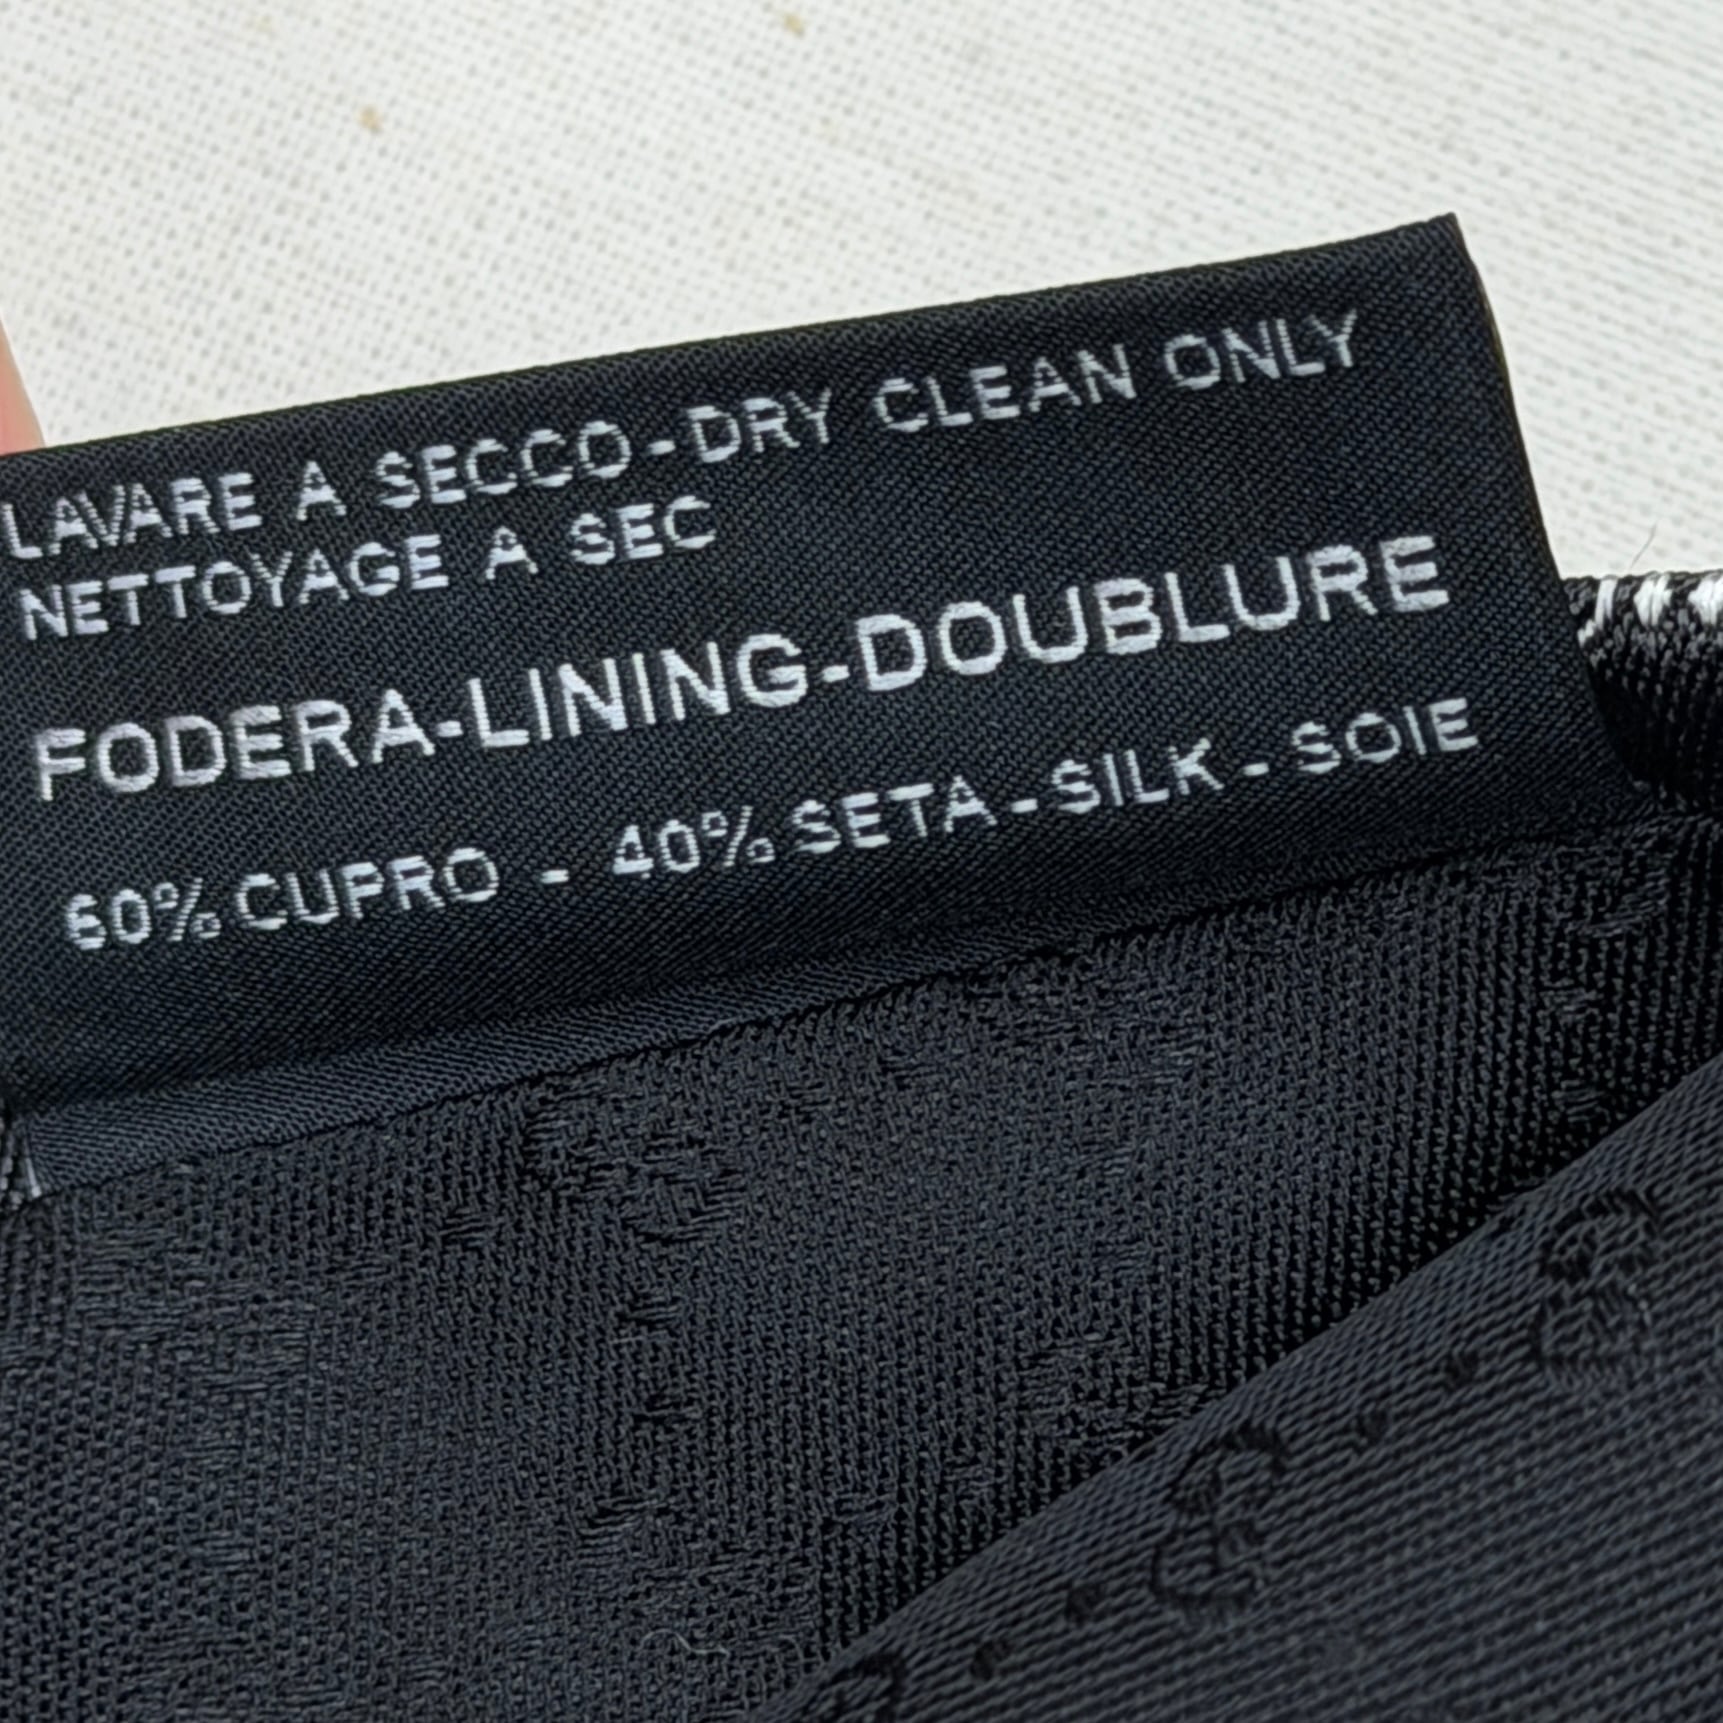 LAVARE A SECCO-DRY CLEAN ONLY
NETTOYAGE A SEC
FODERA-LINING-DOUBLURE
60% CUPRO - 40% SETA-SILK-SOIE